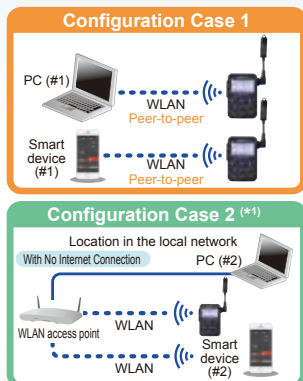 Configuration Case 1
PC (#1)
WLAN
Peer-to-peer
Smart
device
(#1)
WLAN
Peer-to-peer
Configuration Case 2 (*1)
Location in the local network
With No Internet Connection
PC (#2)
WLAN access point
WLAN
Smart
device
(#2)
WLAN